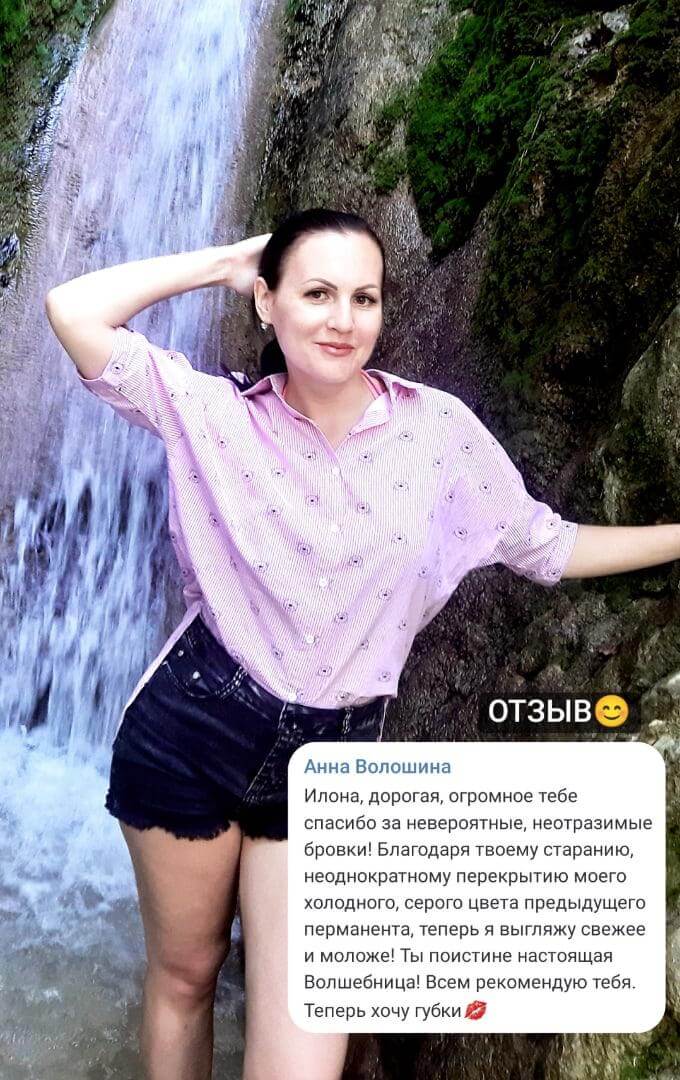 ОТЗЫВ😊
Анна Волошина
Илона, дорогая, огромное тебе
спасибо за невероятные, неотразимые
бровки! Благодаря твоему старанию,
неоднократному перекрытию моего
холодного, серого цвета предыдущего
перманента, теперь я выгляжу свежее
и моложе! Ты поистине настоящая
Волшебница! Всем рекомендую тебя.
Теперь хочу губки💋